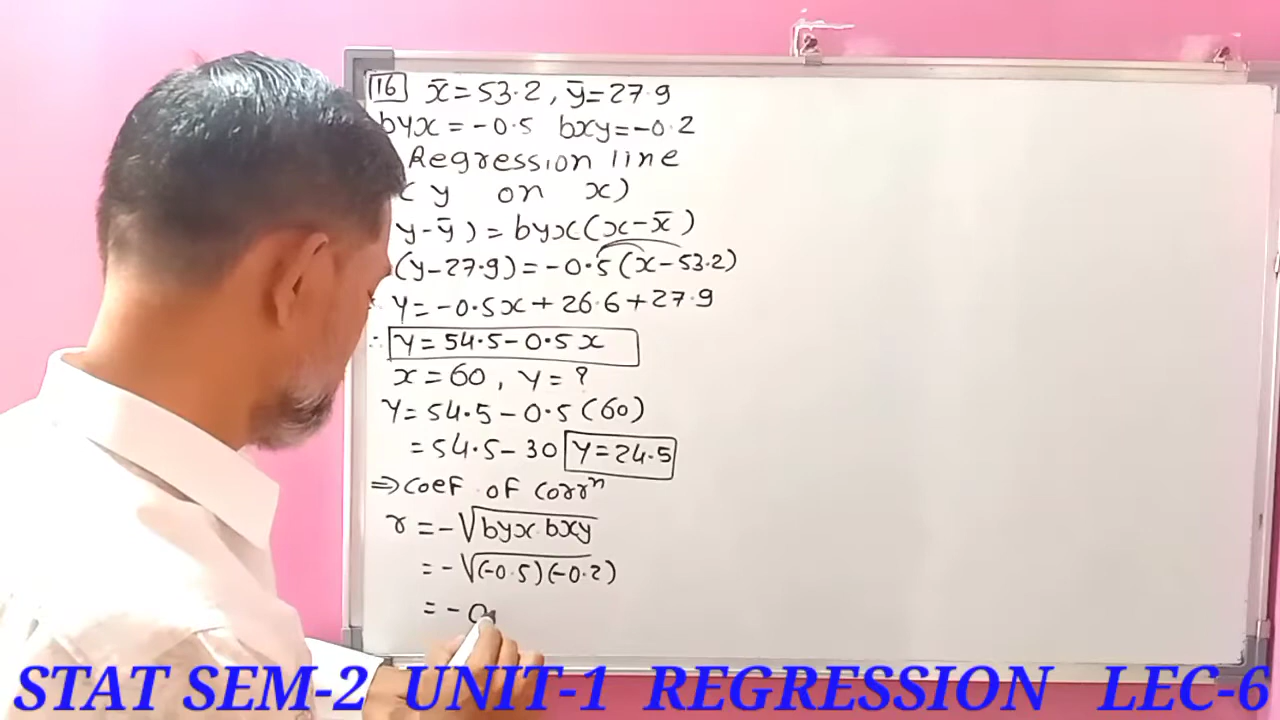 16 x̄=53.2, ȳ=27.9
byx=-0.5 bxy=-0.2
Regression line
(y on x)
y-ȳ)=byx(x-x̄)
(y-27.9)=-0.5(x-53.2)
Y=-0.5x+26.6+27.9
∴ Y=54.5-0.5x
x=60, Y=?
Y=54.5-0.5(60)
=54.5-30 Y=24.5
⇒ Coef of Corrⁿ
r=-√byx.bxy
=-√(-0.5)(-0.2)
=-0.
STAT SEM-2 UNIT-1 REGRESSION LEC-6